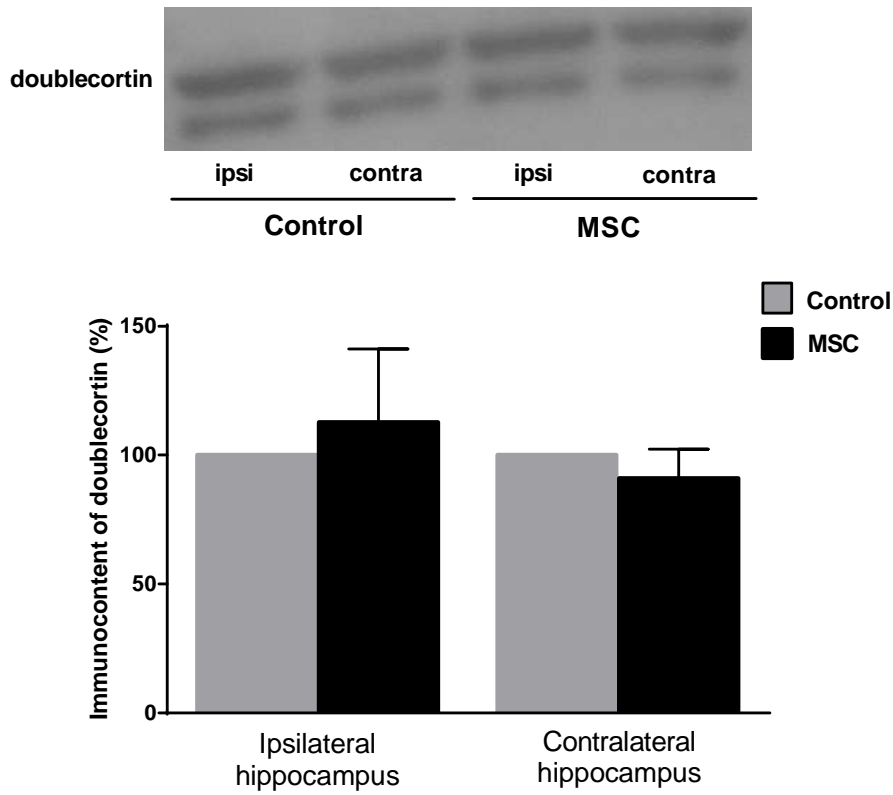 doublecortin
ipsi contra ipsi contra
Control MSC
Control
MSC
Immunocontent of doublecortin (%)
150
100
50
0
Ipsilateral
hippocampus
Contralateral
hippocampus